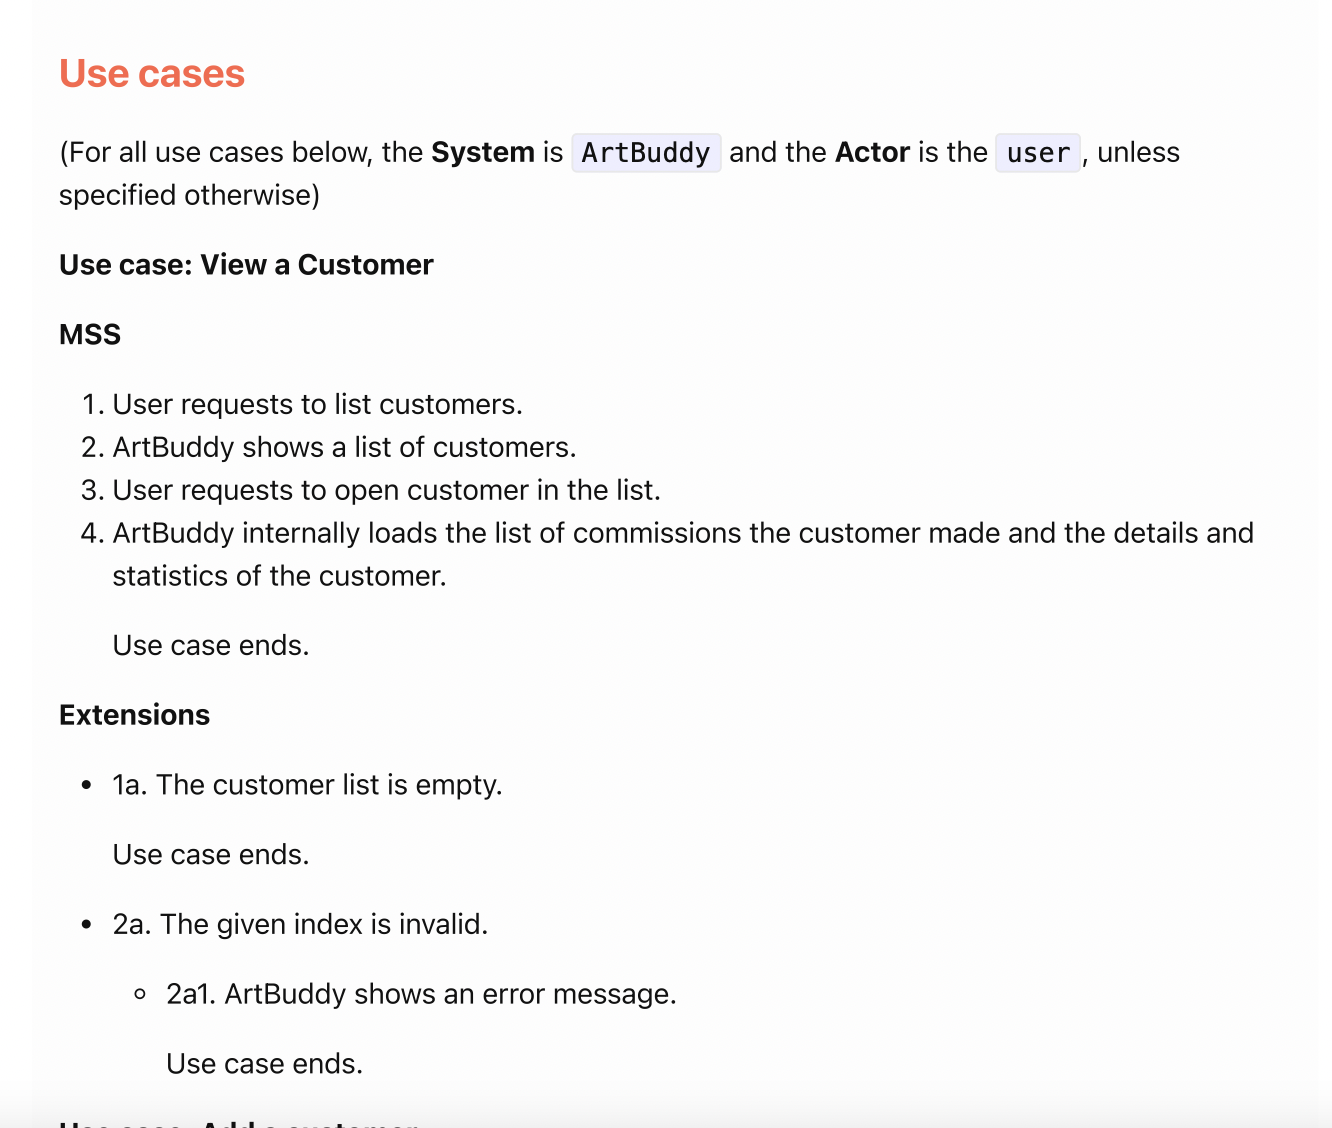 Use cases
(For all use cases below, the System is ArtBuddy and the Actor is the user, unless
specified otherwise)
Use case: View a Customer
MSS
1. User requests to list customers.
2. ArtBuddy shows a list of customers.
3. User requests to open customer in the list.
4. ArtBuddy internally loads the list of commissions the customer made and the details and
statistics of the customer.
Use case ends.
Extensions
• 1a. The customer list is empty.
Use case ends.
• 2a. The given index is invalid.
◦ 2a1. ArtBuddy shows an error message.
Use case ends.
Use case: Add a customer